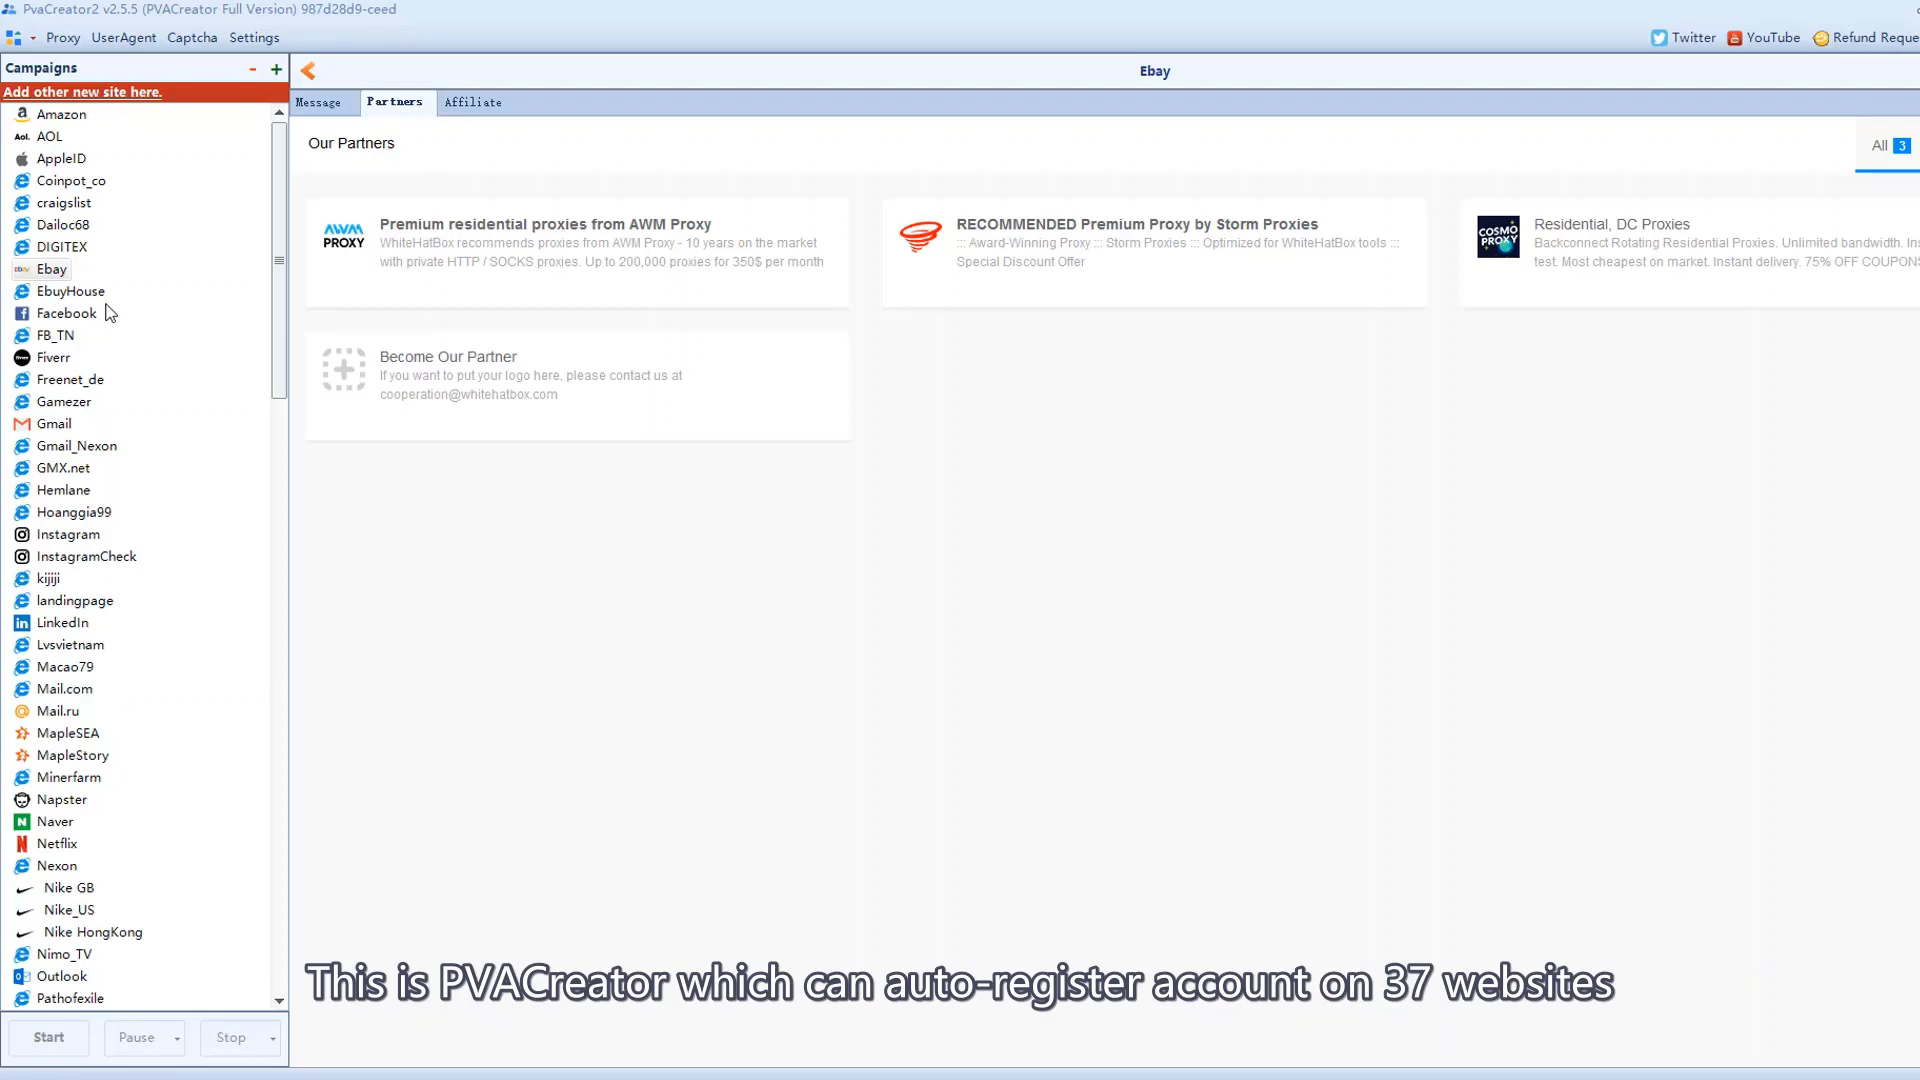 PvaCreator2 v2.5.5 (PVACreator Full Version) 987d28d9-ceed
Proxy UserAgent Captcha Settings
Twitter YouTube Refund Reque
Campaigns - +
Ebay
Add other new site here.
Message Partners Affiliate
Amazon
AOL
AppleID
Coinpot_co
craigslist
Dailoc68
DIGITEX
Ebay
EbuyHouse
Facebook
FB_TN
Fiverr
Freenet_de
Gamezer
Gmail
Gmail_Nexon
GMX.net
Hemlane
Hoanggia99
Instagram
InstagramCheck
kijiji
landingpage
LinkedIn
Lvsvietnam
Macao79
Mail.com
Mail.ru
MapleSEA
MapleStory
Minerfarm
Napster
Naver
Netflix
Nexon
Nike GB
Nike_US
Nike HongKong
Nimo_TV
Outlook
Pathofexile
Start Pause Stop
Our Partners
All 3
AWM PROXY
Premium residential proxies from AWM Proxy
WhiteHatBox recommends proxies from AWM Proxy - 10 years on the market
with private HTTP / SOCKS proxies. Up to 200,000 proxies for 350$ per month
RECOMMENDED Premium Proxy by Storm Proxies
::: Award-Winning Proxy ::: Storm Proxies ::: Optimized for WhiteHatBox tools :::
Special Discount Offer
COSMO PROXY
Residential, DC Proxies
Backconnect Rotating Residential Proxies. Unlimited bandwidth. Ins
test. Most cheapest on market. Instant delivery. 75% OFF COUPONS
Become Our Partner
If you want to put your logo here, please contact us at
cooperation@whitehatbox.com
This is PVACreator which can auto-register account on 37 websites